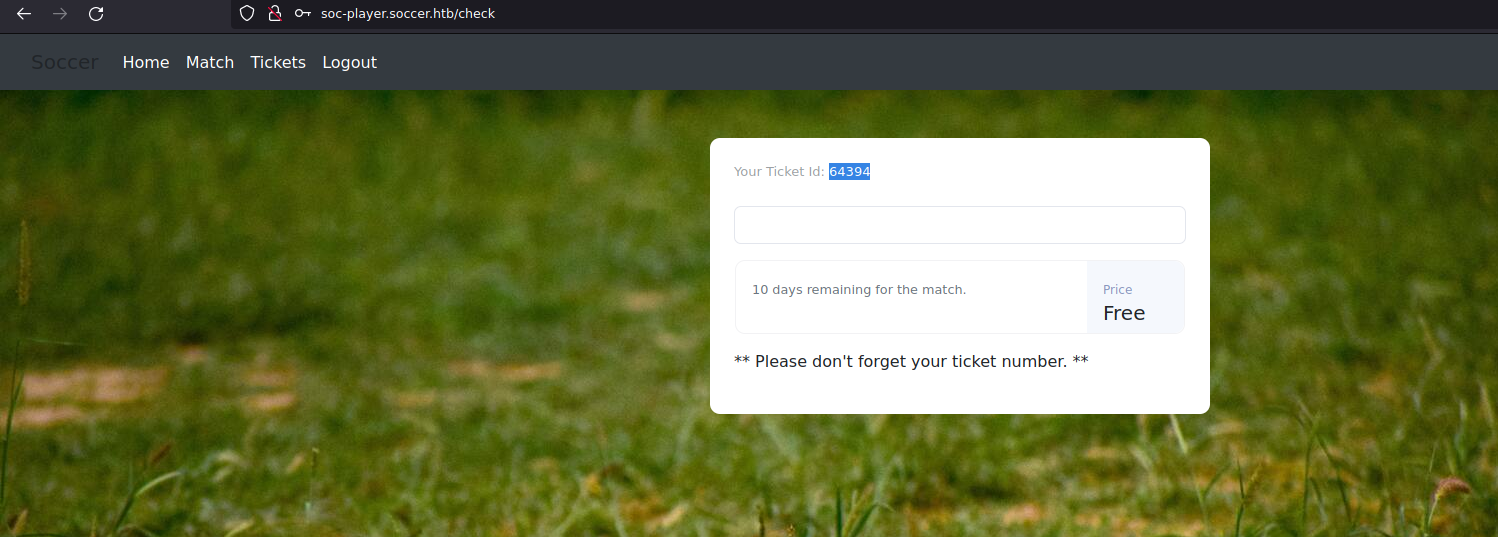 soc-player.soccer.htb/check
Soccer Home Match Tickets Logout
Your Ticket Id: 64394
10 days remaining for the match.
Price
Free
** Please don't forget your ticket number. **